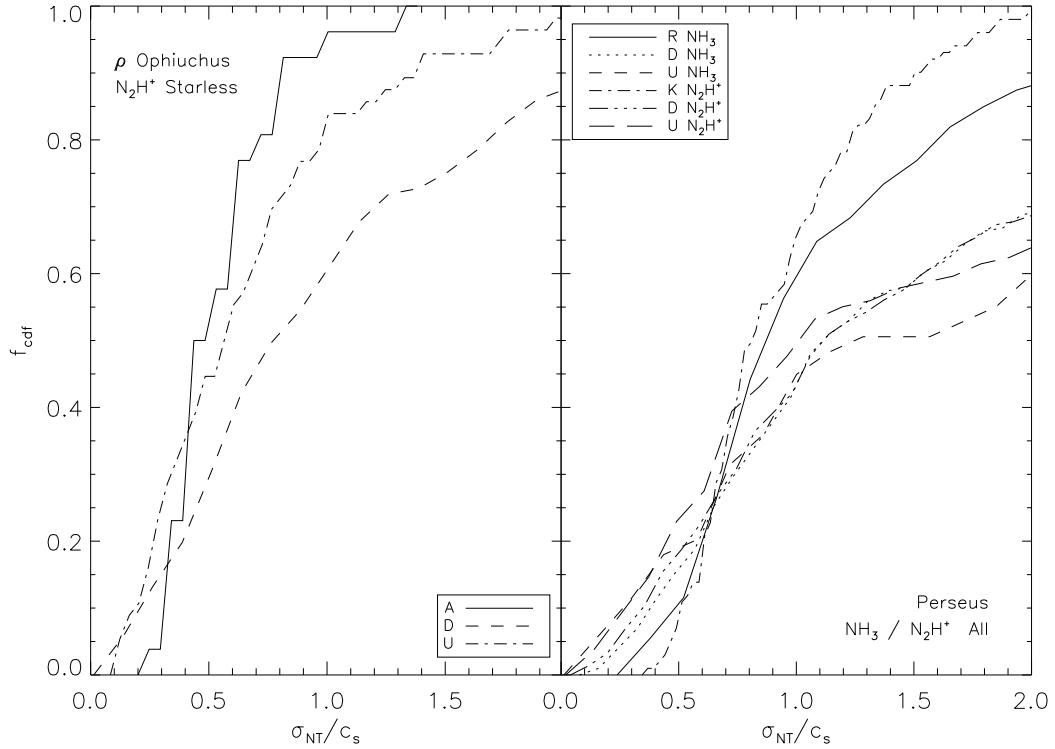 ρ Ophiuchus
N₂H⁺ Starless
A
D
U
f_cdf
0.0
0.2
0.4
0.6
0.8
1.0
0.0
0.5
1.0
1.5
σ_NT/c_s
R NH₃
D NH₃
U NH₃
K N₂H⁺
D N₂H⁺
U N₂H⁺
Perseus
NH₃ / N₂H⁺ All
0.0
0.5
1.0
1.5
2.0
σ_NT/c_s